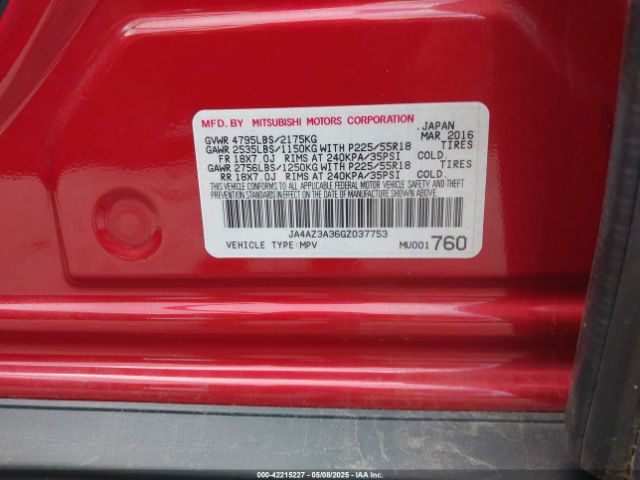 MFD. BY MITSUBISHI MOTORS CORPORATION
JAPAN
MAR 2016
GVWR 4795LBS/2175KG
GAWR 2535LBS/1150KG WITH P225/55R18 TIRES
FR 18X7.0J RIMS AT 240KPA/35PSI COLD
GAWR 2756LBS/1250KG WITH P225/55R18 TIRES
RR 18X7.0J RIMS AT 240KPA/35PSI COLD
THIS VEHICLE CONFORMS TO ALL APPLICABLE FEDERAL MOTOR VEHICLE SAFETY AND THEFT
PREVENTION STANDARDS IN EFFECT ON THE DATE OF MANUFACTURE SHOWN ABOVE.
JA4AZ3A36GZ037753
VEHICLE TYPE:MPV MU001 760
000-42215227 - 05/08/2025 - IAAI.COM